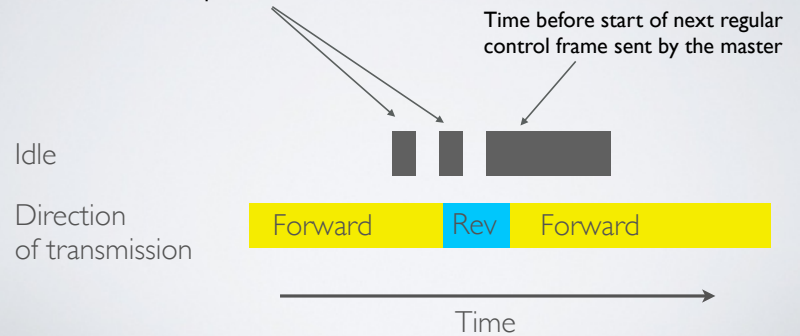 Time before start of next regular
control frame sent by the master
Idle
Direction
of transmission
Forward
Rev
Forward
Time